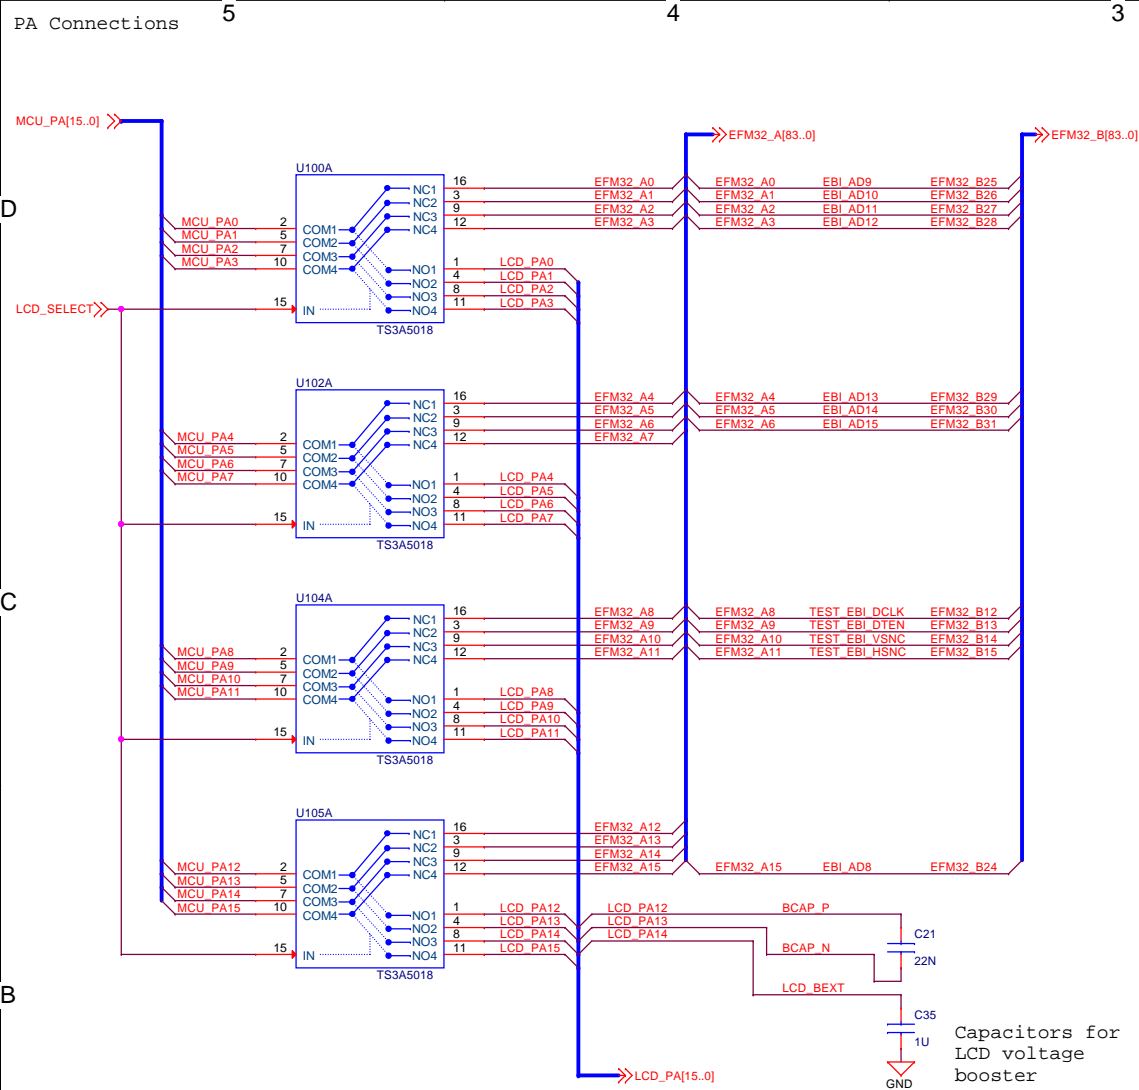 5 4 3
PA Connections
MCU_PA[15..0] EFM32_A[83..0] EFM32_B[83..0]
D
U100A
16 EFM32_A0 EFM32_A0 EBI_AD9 EFM32_B25
NC1
3 EFM32_A1 EFM32_A1 EBI_AD10 EFM32_B26
NC2
9 EFM32_A2 EFM32_A2 EBI_AD11 EFM32_B27
NC3
12 EFM32_A3 EFM32_A3 EBI_AD12 EFM32_B28
NC4
MCU_PA0 2 COM1
MCU_PA1 5 COM2
MCU_PA2 7 COM3
MCU_PA3 10 COM4
NO1 1 LCD_PA0
NO2 4 LCD_PA1
NO3 8 LCD_PA2
NO4 11 LCD_PA3
LCD_SELECT 15 IN
TS3A5018
U102A
NC1 16 EFM32_A4 EFM32_A4 EBI_AD13 EFM32_B29
NC2 3 EFM32_A5 EFM32_A5 EBI_AD14 EFM32_B30
NC3 9 EFM32_A6 EFM32_A6 EBI_AD15 EFM32_B31
NC4 12 EFM32_A7
MCU_PA4 2 COM1
MCU_PA5 5 COM2
MCU_PA6 7 COM3
MCU_PA7 10 COM4
NO1 1 LCD_PA4
NO2 4 LCD_PA5
NO3 8 LCD_PA6
NO4 11 LCD_PA7
15 IN
TS3A5018
C
U104A
NC1 16 EFM32_A8 EFM32_A8 TEST_EBI_DCLK EFM32_B12
NC2 3 EFM32_A9 EFM32_A9 TEST_EBI_DTEN EFM32_B13
NC3 9 EFM32_A10 EFM32_A10 TEST_EBI_VSNC EFM32_B14
NC4 12 EFM32_A11 EFM32_A11 TEST_EBI_HSNC EFM32_B15
MCU_PA8 2 COM1
MCU_PA9 5 COM2
MCU_PA10 7 COM3
MCU_PA11 10 COM4
NO1 1 LCD_PA8
NO2 4 LCD_PA9
NO3 8 LCD_PA10
NO4 11 LCD_PA11
15 IN
TS3A5018
U105A
NC1 16 EFM32_A12
NC2 3 EFM32_A13
NC3 9 EFM32_A14
NC4 12 EFM32_A15 EFM32_A15 EBI_AD8 EFM32_B24
MCU_PA12 2 COM1
MCU_PA13 5 COM2
MCU_PA14 7 COM3
MCU_PA15 10 COM4
NO1 1 LCD_PA12 LCD_PA12 BCAP_P
NO2 4 LCD_PA13 LCD_PA13
NO3 8 LCD_PA14 LCD_PA14
NO4 11 LCD_PA15
15 IN
TS3A5018
BCAP_N
C21
22N
B
LCD_BEXT
C35
1U
GND
Capacitors for
LCD voltage
booster
LCD_PA[15..0]